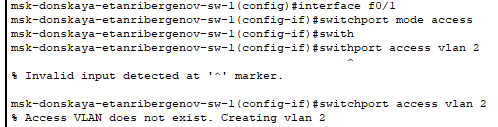 msk-donskaya-etanribergenov-sw-1(config)#interface f0/1
msk-donskaya-etanribergenov-sw-1(config-if)#switchport mode access
msk-donskaya-etanribergenov-sw-1(config-if)#swith
msk-donskaya-etanribergenov-sw-1(config-if)#swithport access vlan 2
^
% Invalid input detected at '^' marker.
msk-donskaya-etanribergenov-sw-1(config-if)#switchport access vlan 2
% Access VLAN does not exist. Creating vlan 2